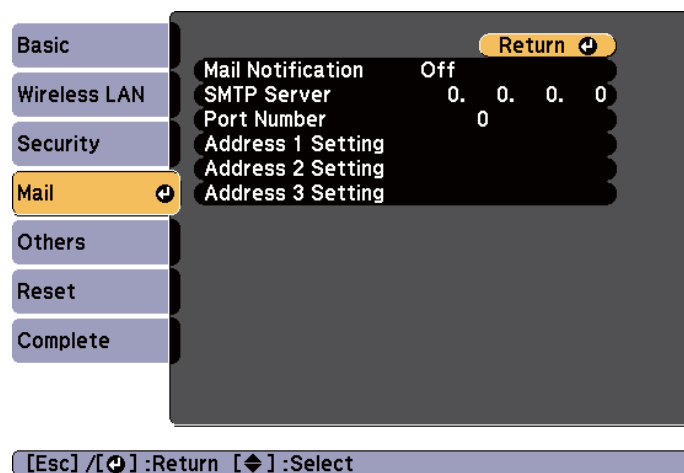 Basic
Wireless LAN
Security
Mail
Others
Reset
Complete
Return
Mail Notification Off
SMTP Server 0. 0. 0. 0
Port Number 0
Address 1 Setting
Address 2 Setting
Address 3 Setting
[Esc] /[⏎] :Return [◆] :Select